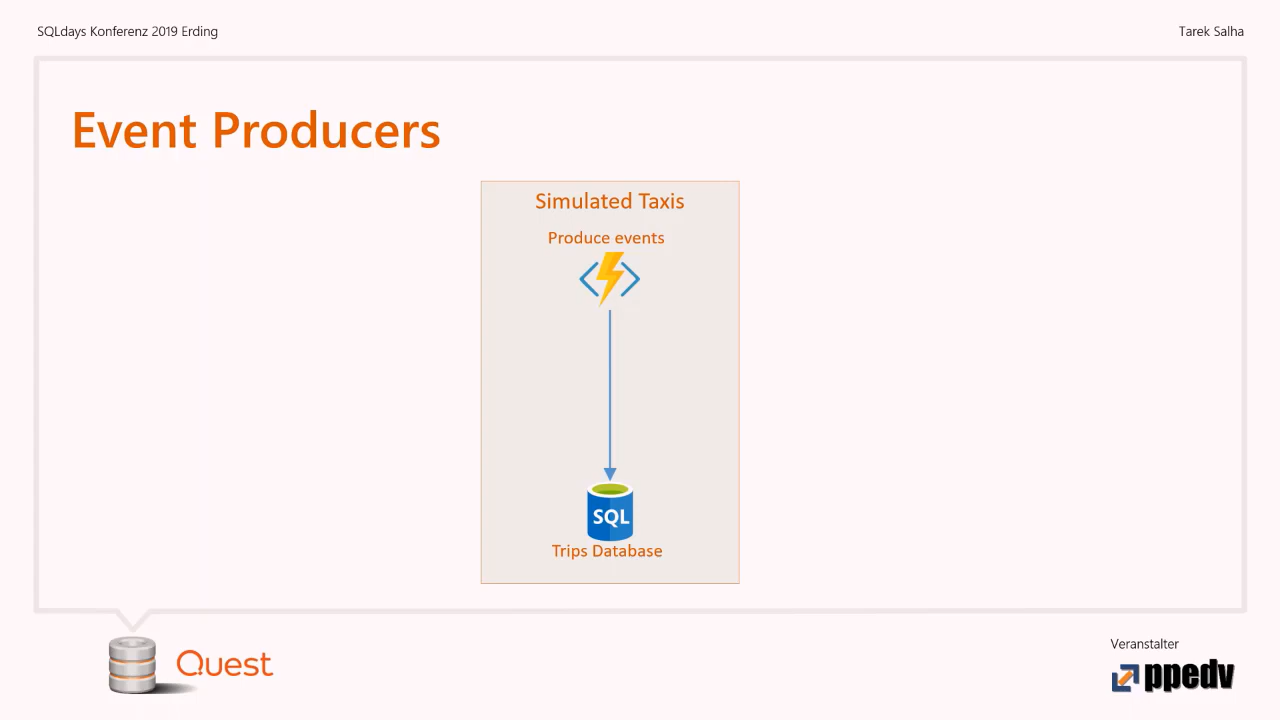 SQLdays Konferenz 2019 Erding
Tarek Salha
Event Producers
Simulated Taxis
Produce events
SQL
Trips Database
Quest
Veranstalter
ppedv